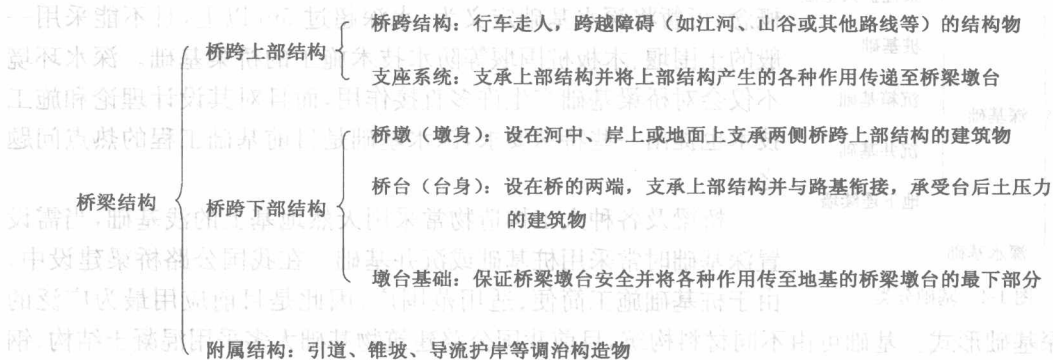 桥跨结构：行车走人，跨越障碍（如江河、山谷或其他路线等）的结构物
桥跨上部结构
支座系统：支承上部结构并将上部结构产生的各种作用传递至桥梁墩台
桥墩（墩身）：设在河中、岸上或地面上支承两侧桥跨上部结构的建筑物
桥梁结构
桥跨下部结构
桥台（台身）：设在桥的两端，支承上部结构并与路基衔接，承受台后土压力
的建筑物
墩台基础：保证桥梁墩台安全并将各种作用传至地基的桥梁墩台的最下部分
附属结构：引道、锥坡、导流护岸等调治构造物